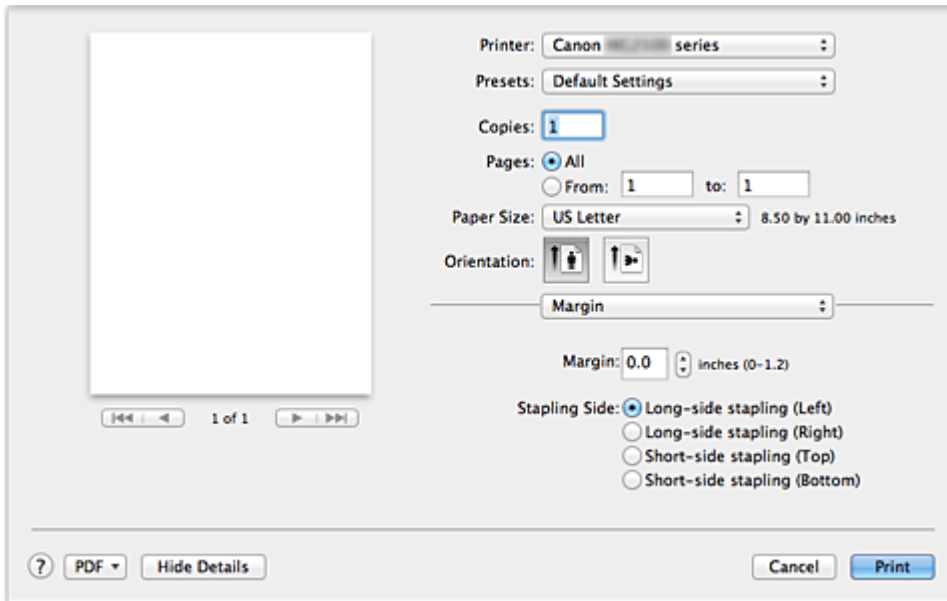 Printer: Canon series
Presets: Default Settings
Copies: 1
Pages: All
From: 1 to: 1
Paper Size: US Letter 8.50 by 11.00 inches
Orientation:
Margin
Margin: 0.0 inches (0-1.2)
Stapling Side: Long-side stapling (Left)
Long-side stapling (Right)
Short-side stapling (Top)
Short-side stapling (Bottom)
1 of 1
? PDF Hide Details Cancel Print